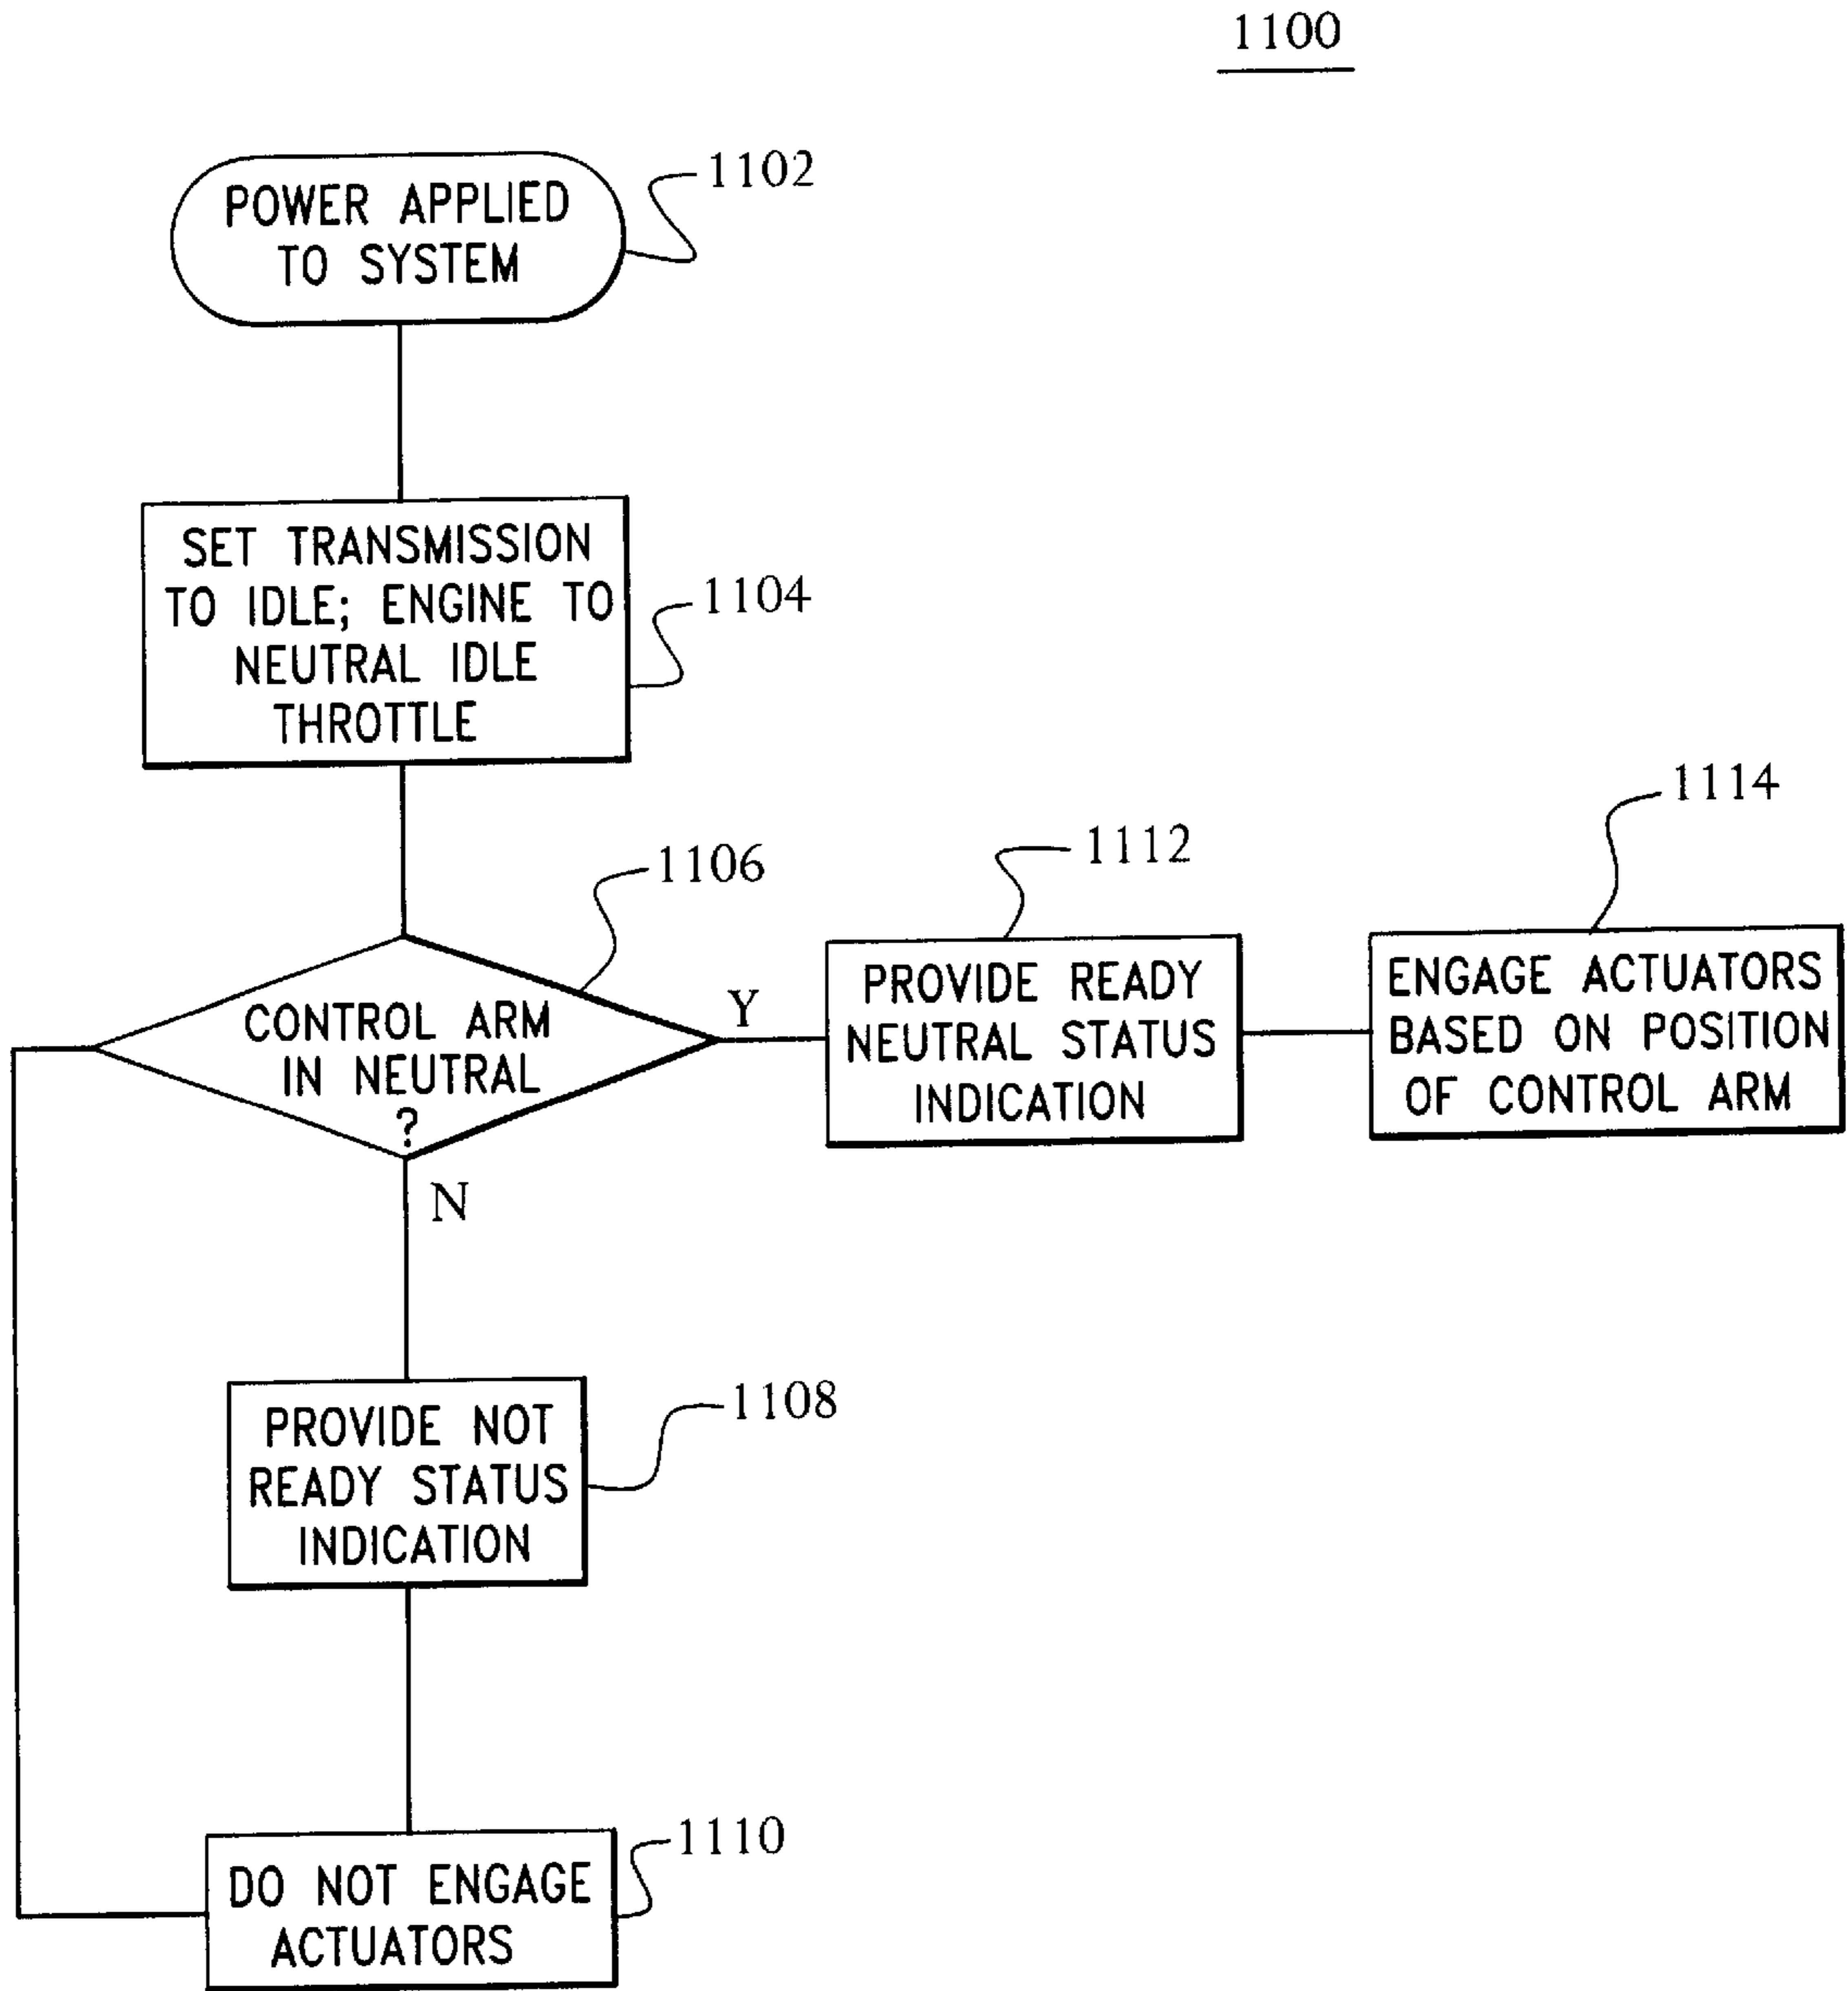 1100
POWER APPLIED
TO SYSTEM
1102
SET TRANSMISSION
TO IDLE; ENGINE TO
NEUTRAL IDLE
THROTTLE
1104
CONTROL ARM
IN NEUTRAL
?
1106
Y
N
PROVIDE READY
NEUTRAL STATUS
INDICATION
1112
ENGAGE ACTUATORS
BASED ON POSITION
OF CONTROL ARM
1114
PROVIDE NOT
READY STATUS
INDICATION
1108
DO NOT ENGAGE
ACTUATORS
1110